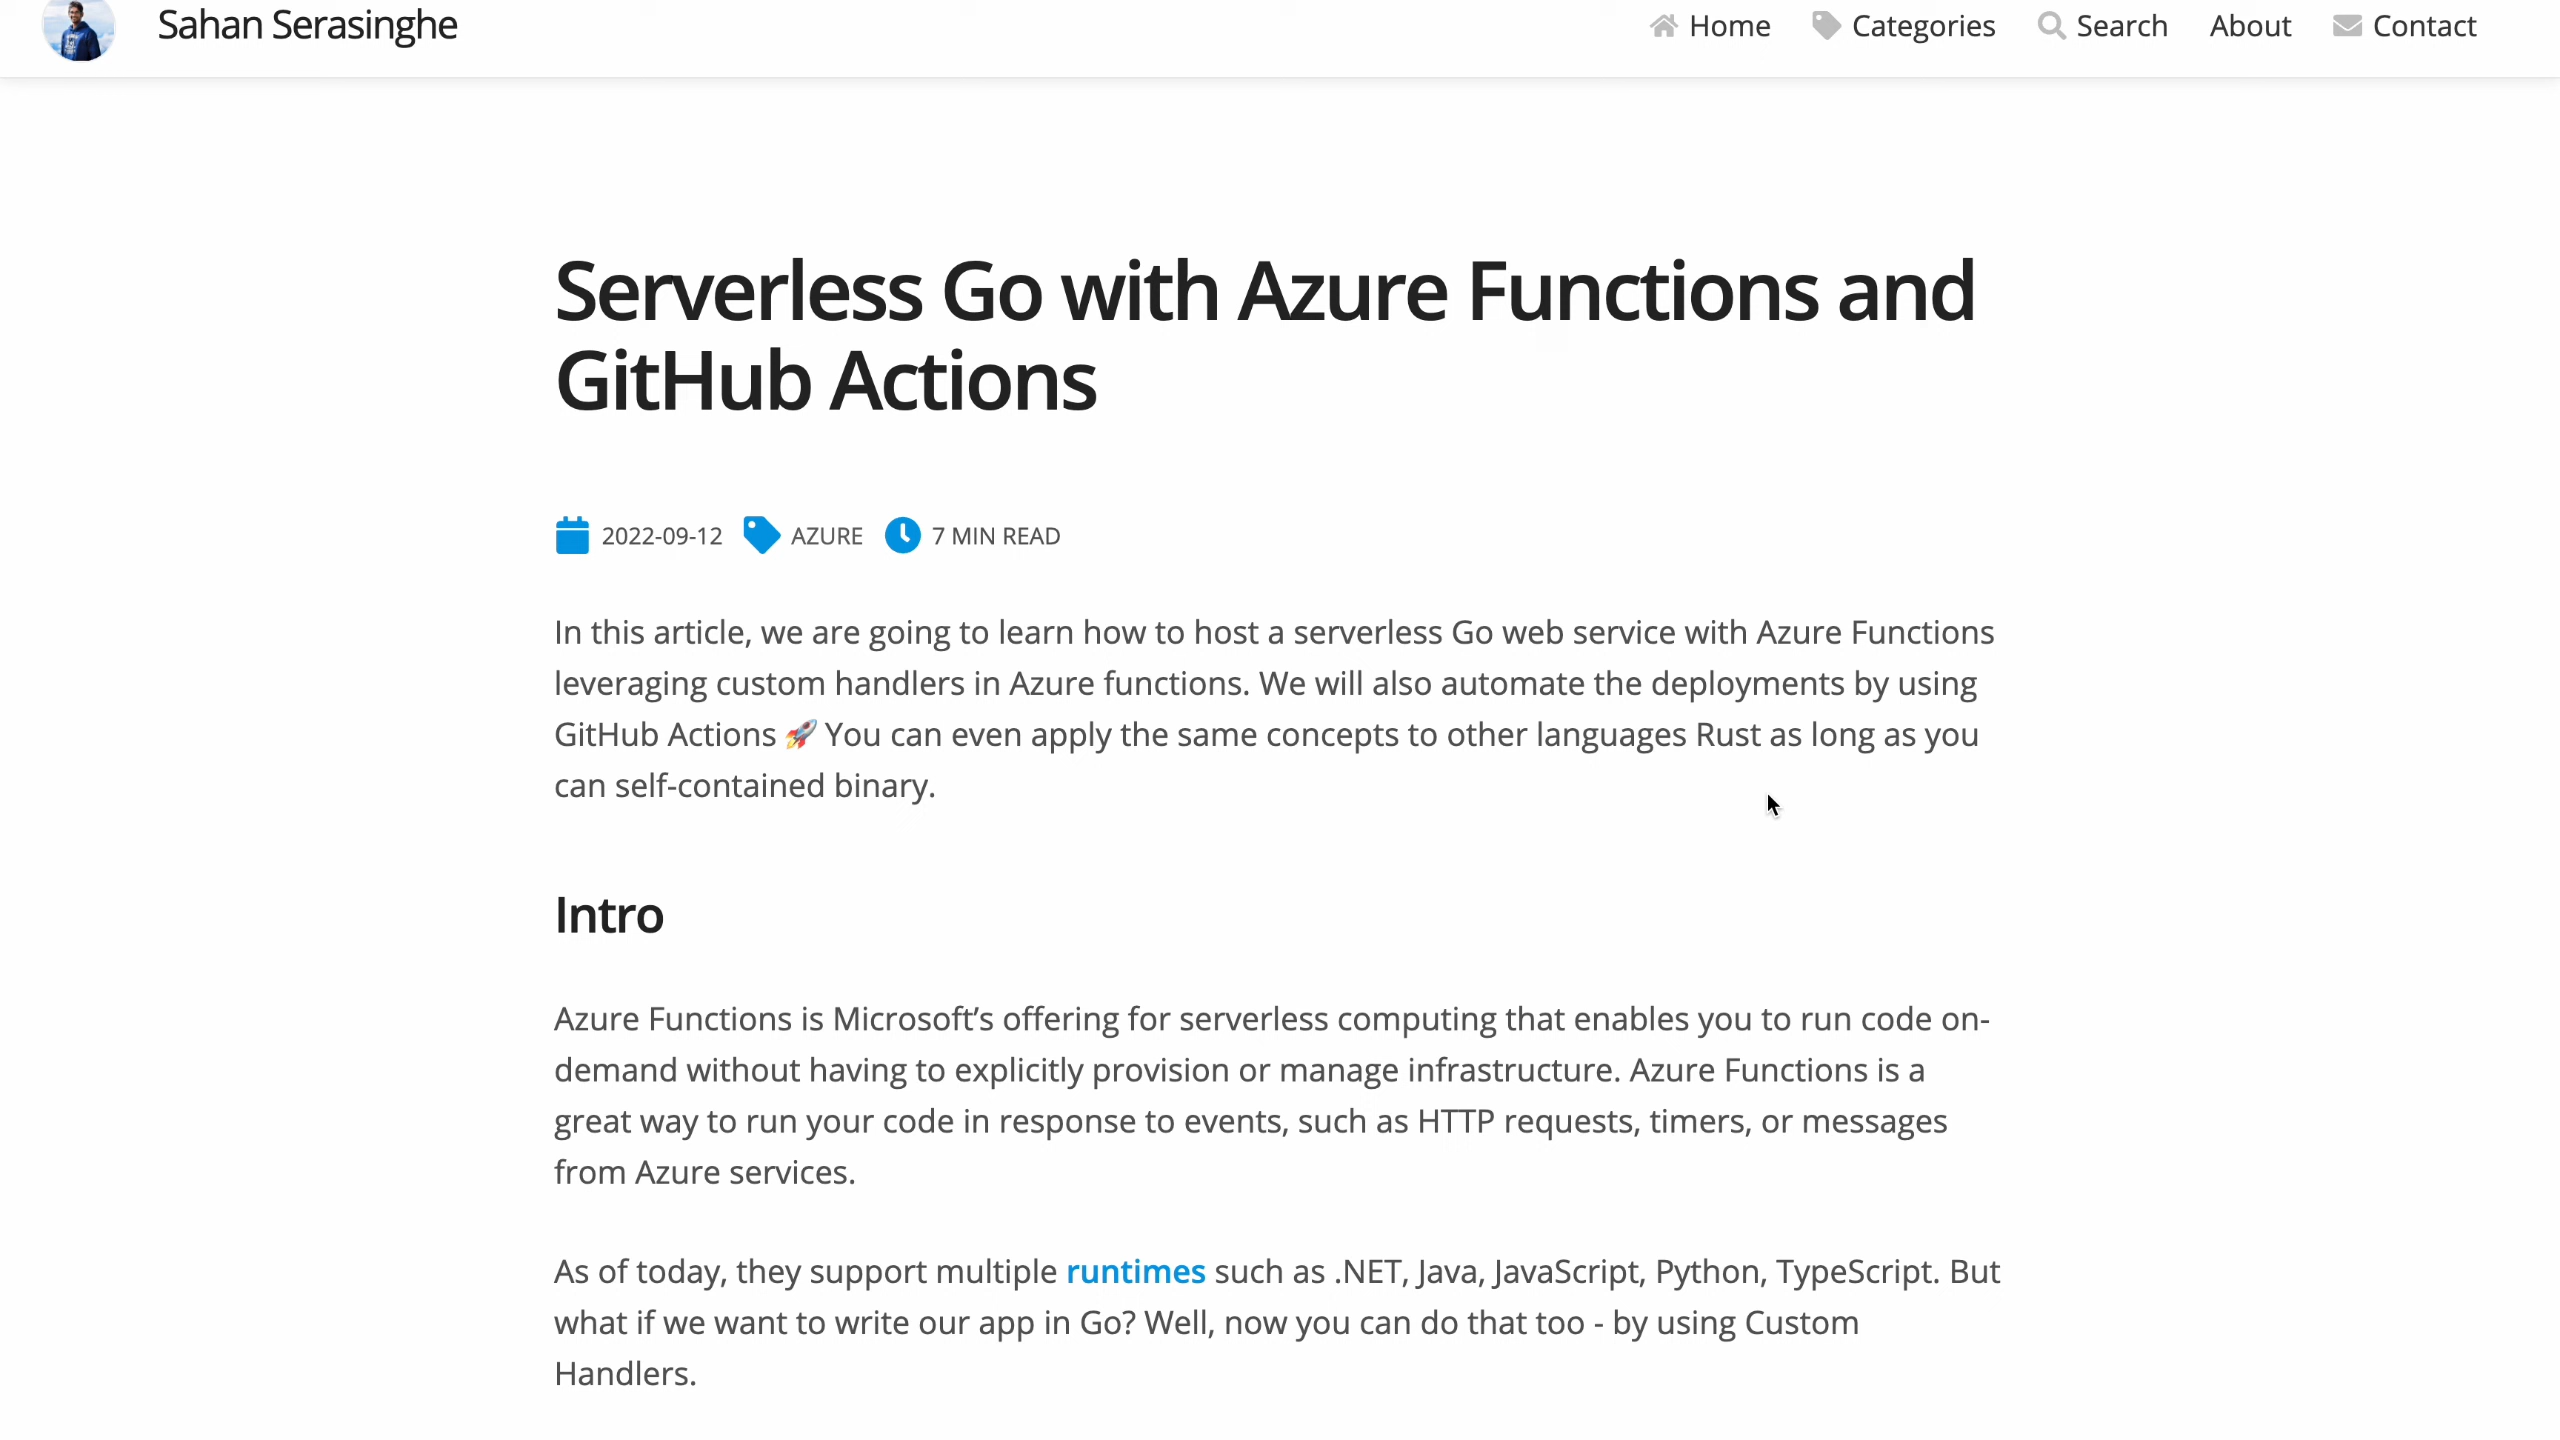 Sahan Serasinghe
Home Categories Search About Contact
Serverless Go with Azure Functions and
GitHub Actions
2022-09-12 AZURE 7 MIN READ
In this article, we are going to learn how to host a serverless Go web service with Azure Functions
leveraging custom handlers in Azure functions. We will also automate the deployments by using
GitHub Actions 🚀 You can even apply the same concepts to other languages Rust as long as you
can self-contained binary.
Intro
Azure Functions is Microsoft’s offering for serverless computing that enables you to run code on-
demand without having to explicitly provision or manage infrastructure. Azure Functions is a
great way to run your code in response to events, such as HTTP requests, timers, or messages
from Azure services.
As of today, they support multiple runtimes such as .NET, Java, JavaScript, Python, TypeScript. But
what if we want to write our app in Go? Well, now you can do that too - by using Custom
Handlers.